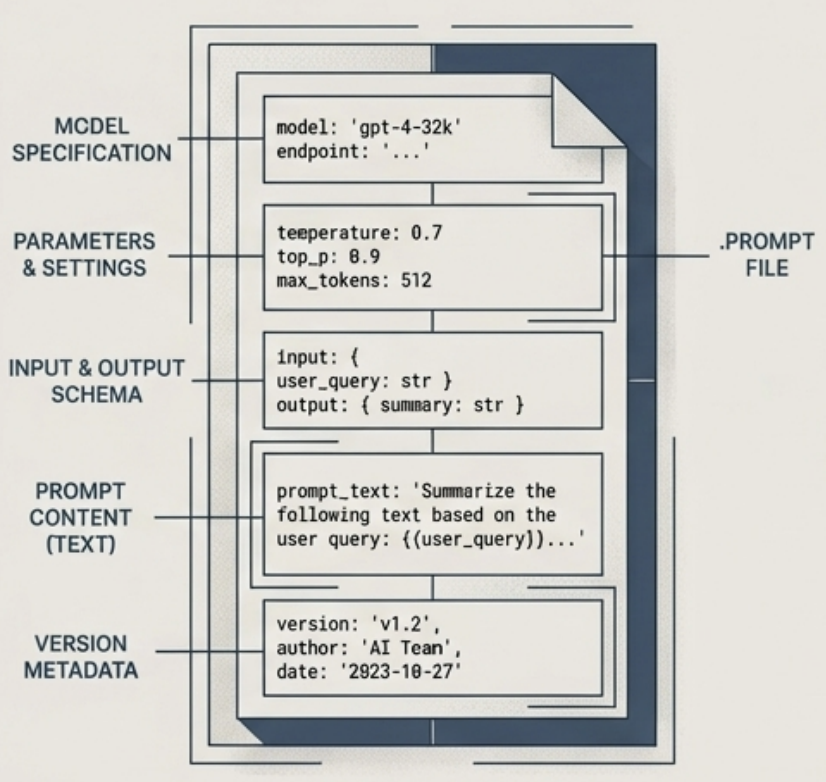 MCDEL
SPECIFICATION
model: 'gpt-4-32k'
endpoint: '...'
PARAMETERS
& SETTINGS
teeperature: 0.7
top_p: 8.9
max_tokens: 512
.PROMPT
FILE
INPUT & OUTPUT
SCHEMA
input: {
user_query: str }
output: { summary: str }
PROMPT
CONTENT
(TEXT)
prompt_text: 'Summarize the
following text based on the
user query: {(user_query})...'
VERSION
METADATA
version: 'v1.2',
author: 'AI Tean',
date: '2923-10-27'